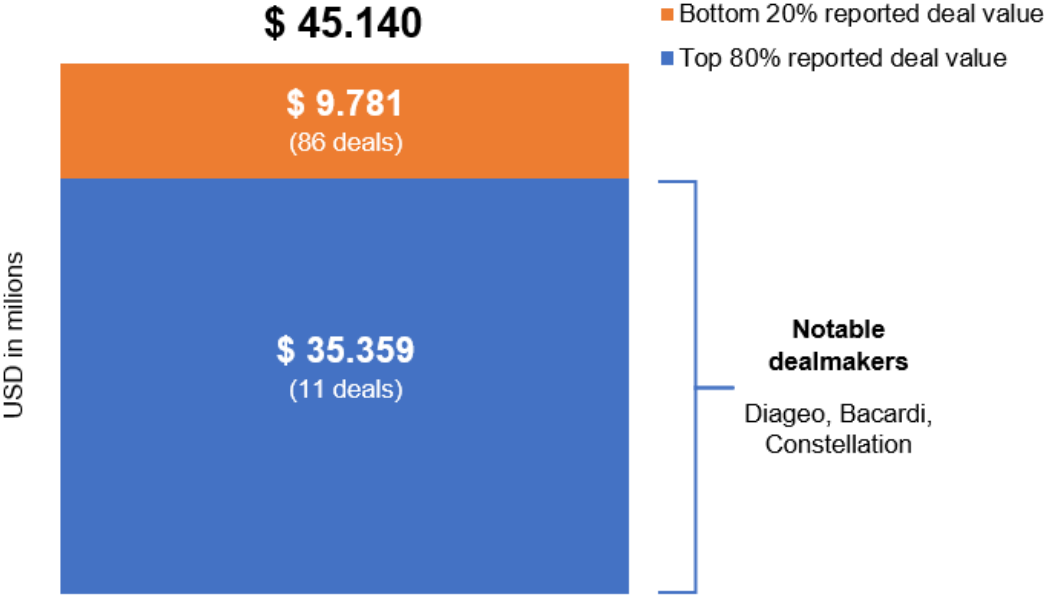 $ 45.140
Bottom 20% reported deal value
Top 80% reported deal value
$ 9.781
(86 deals)
USD in milions
$ 35.359
(11 deals)
Notable
dealmakers
Diageo, Bacardi,
Constellation